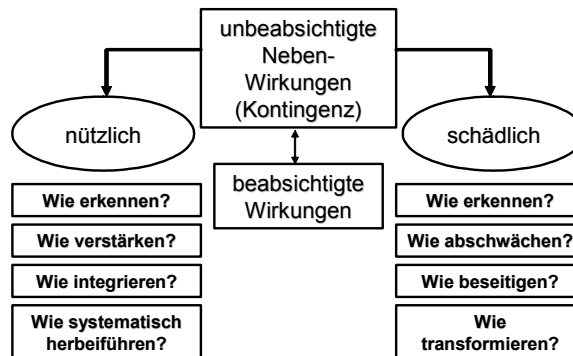 unbeabsichtigte
Neben-
Wirkungen
(Kontingenz)
nützlich
schädlich
beabsichtigte
Wirkungen
Wie erkennen?
Wie verstärken?
Wie integrieren?
Wie systematisch
herbeiführen?
Wie erkennen?
Wie abschwächen?
Wie beseitigen?
Wie
transformieren?